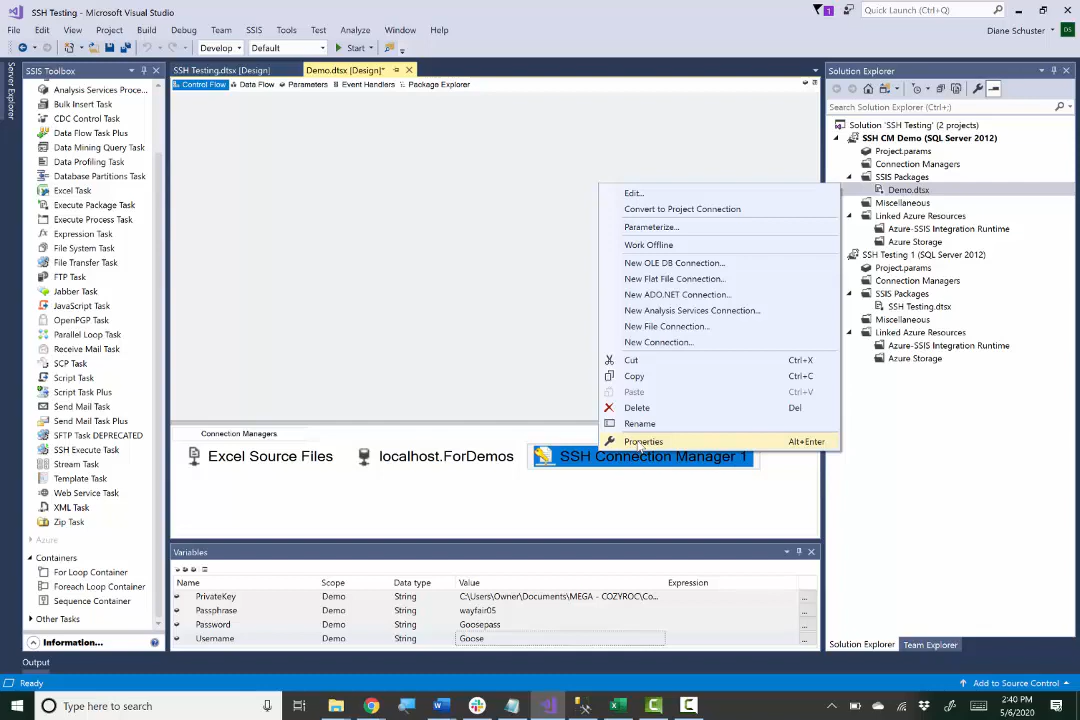 SSH Testing - Microsoft Visual Studio
1
Quick Launch (Ctrl+Q)
File Edit View Project Build Debug Team SSIS Tools Test Analyze Window Help
Diane Schuster
DS
Develop Default Start
Server Explorer
SSIS Toolbox
Analysis Services Proce...
Bulk Insert Task
CDC Control Task
Data Flow Task Plus
Data Mining Query Task
Data Profiling Task
Database Partitions Task
Excel Task
Execute Package Task
Execute Process Task
Expression Task
File System Task
File Transfer Task
FTP Task
Jabber Task
JavaScript Task
OpenPGP Task
Parallel Loop Task
Receive Mail Task
SCP Task
Script Task
Script Task Plus
Send Mail Task
Send Mail Task Plus
SFTP Task DEPRECATED
SSH Execute Task
Stream Task
Template Task
Web Service Task
XML Task
Zip Task
Azure
Containers
For Loop Container
Foreach Loop Container
Sequence Container
Other Tasks
Information...
SSH Testing.dtsx [Design]
Demo.dtsx [Design]*
Control Flow Data Flow Parameters Event Handlers Package Explorer
Edit...
Convert to Project Connection
Parameterize...
Work Offline
New OLE DB Connection...
New Flat File Connection...
New ADO.NET Connection...
New Analysis Services Connection...
New File Connection...
New Connection...
Cut Ctrl+X
Copy Ctrl+C
Paste Ctrl+V
Delete Del
Rename
Properties Alt+Enter
Connection Managers
Excel Source Files
localhost.ForDemos
SSH Connection Manager 1
Variables
Name Scope Data type Value Expression
PrivateKey Demo String C:\Users\Owner\Documents\MEGA - COZYROC\Co... ...
Passphrase Demo String wayfair05 ...
Password Demo String Goosepass ...
Username Demo String Goose ...
Solution Explorer
Search Solution Explorer (Ctrl+;)
Solution 'SSH Testing' (2 projects)
SSH CM Demo (SQL Server 2012)
Project.params
Connection Managers
SSIS Packages
Demo.dtsx
Miscellaneous
Linked Azure Resources
Azure-SSIS Integration Runtime
Azure Storage
SSH Testing 1 (SQL Server 2012)
Project.params
Connection Managers
SSIS Packages
SSH Testing.dtsx
Miscellaneous
Linked Azure Resources
Azure-SSIS Integration Runtime
Azure Storage
Solution Explorer
Team Explorer
Output
Ready
Add to Source Control
Type here to search
2:40 PM
5/6/2020